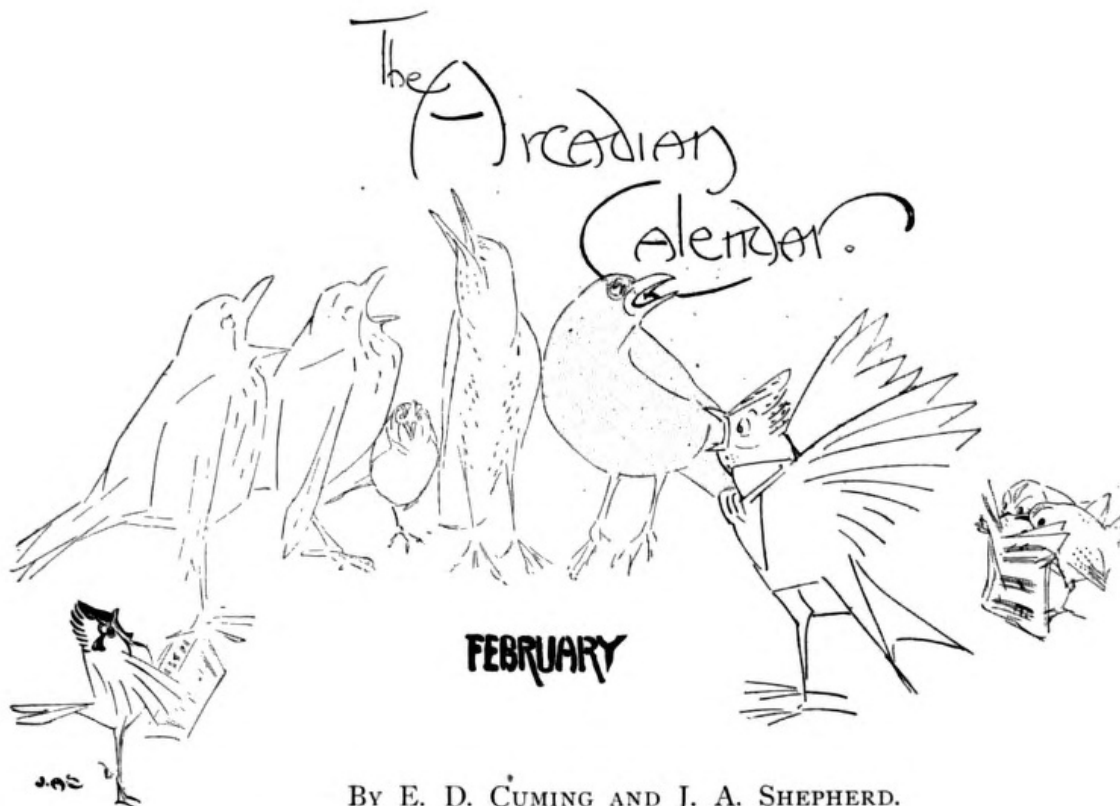 The
Arcadian
Calendar.
FEBRUARY
J.A.S
BY E. D. CUMING AND J. A. SHEPHERD.